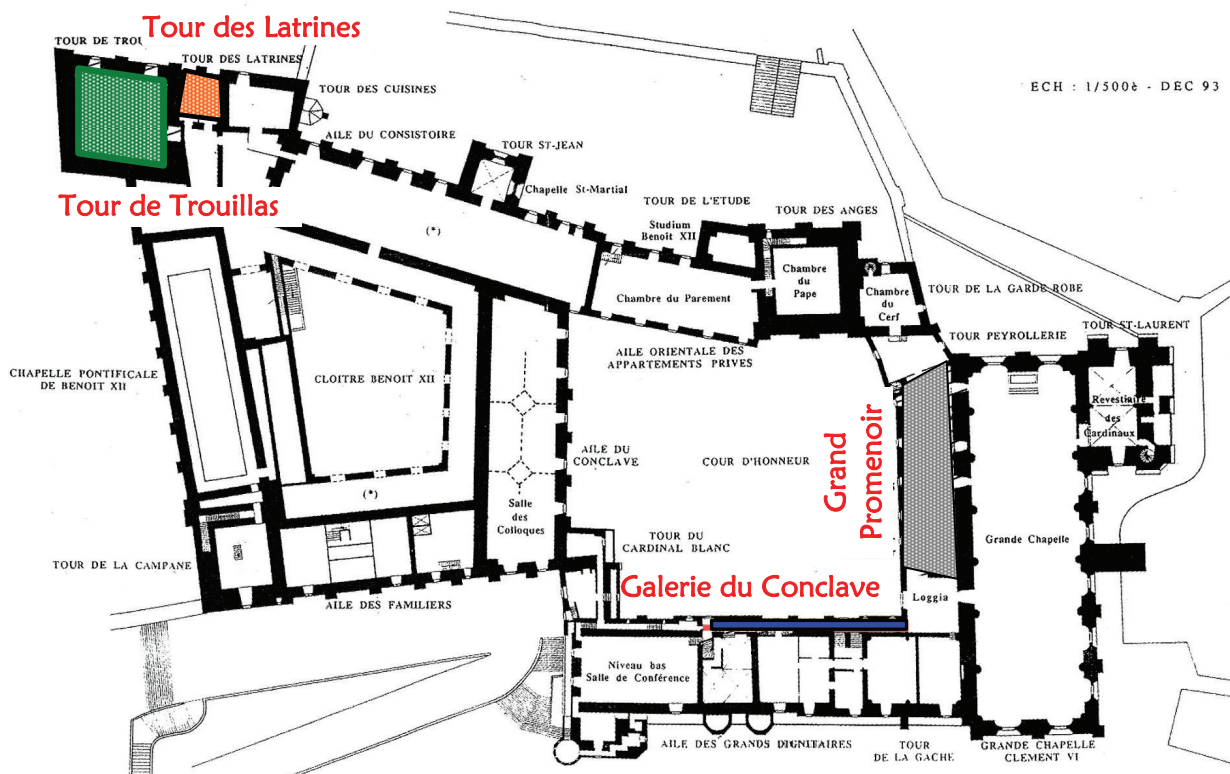 Tour des Latrines
TOUR DE TROU
TOUR DES LATRINES
TOUR DES CUISINES
ECH : 1/500è - DEC 93
AILE DU CONSISTOIRE
TOUR ST-JEAN
Chapelle St-Martial
Tour de Trouillas
(*)
TOUR DE L'ETUDE
Studium
Benoît XII
TOUR DES ANGES
Chambre
du
Pape
Chambre du Parement
Chambre
du
Cerf
TOUR DE LA GARDE ROBE
TOUR PEYROLLERIE
TOUR ST-LAURENT
AILE ORIENTALE DES
APPARTEMENTS PRIVES
CHAPELLE PONTIFICALE
DE BENOIT XII
CLOITRE BENOIT XII
Revestiaire
des
Cardinaux
AILE DU
CONCLAVE
COUR D'HONNEUR
Grand
Promenoir
(*)
Salle
des
Colloques
Grande Chapelle
TOUR DU
CARDINAL BLANC
TOUR DE LA CAMPANE
AILE DES FAMILIERS
Galerie du Conclave
Loggia
Niveau bas
Salle de Conférence
AILE DES GRANDS DIGNITAIRES
TOUR
DE LA GACHE
GRANDE CHAPELLE
CLEMENT VI